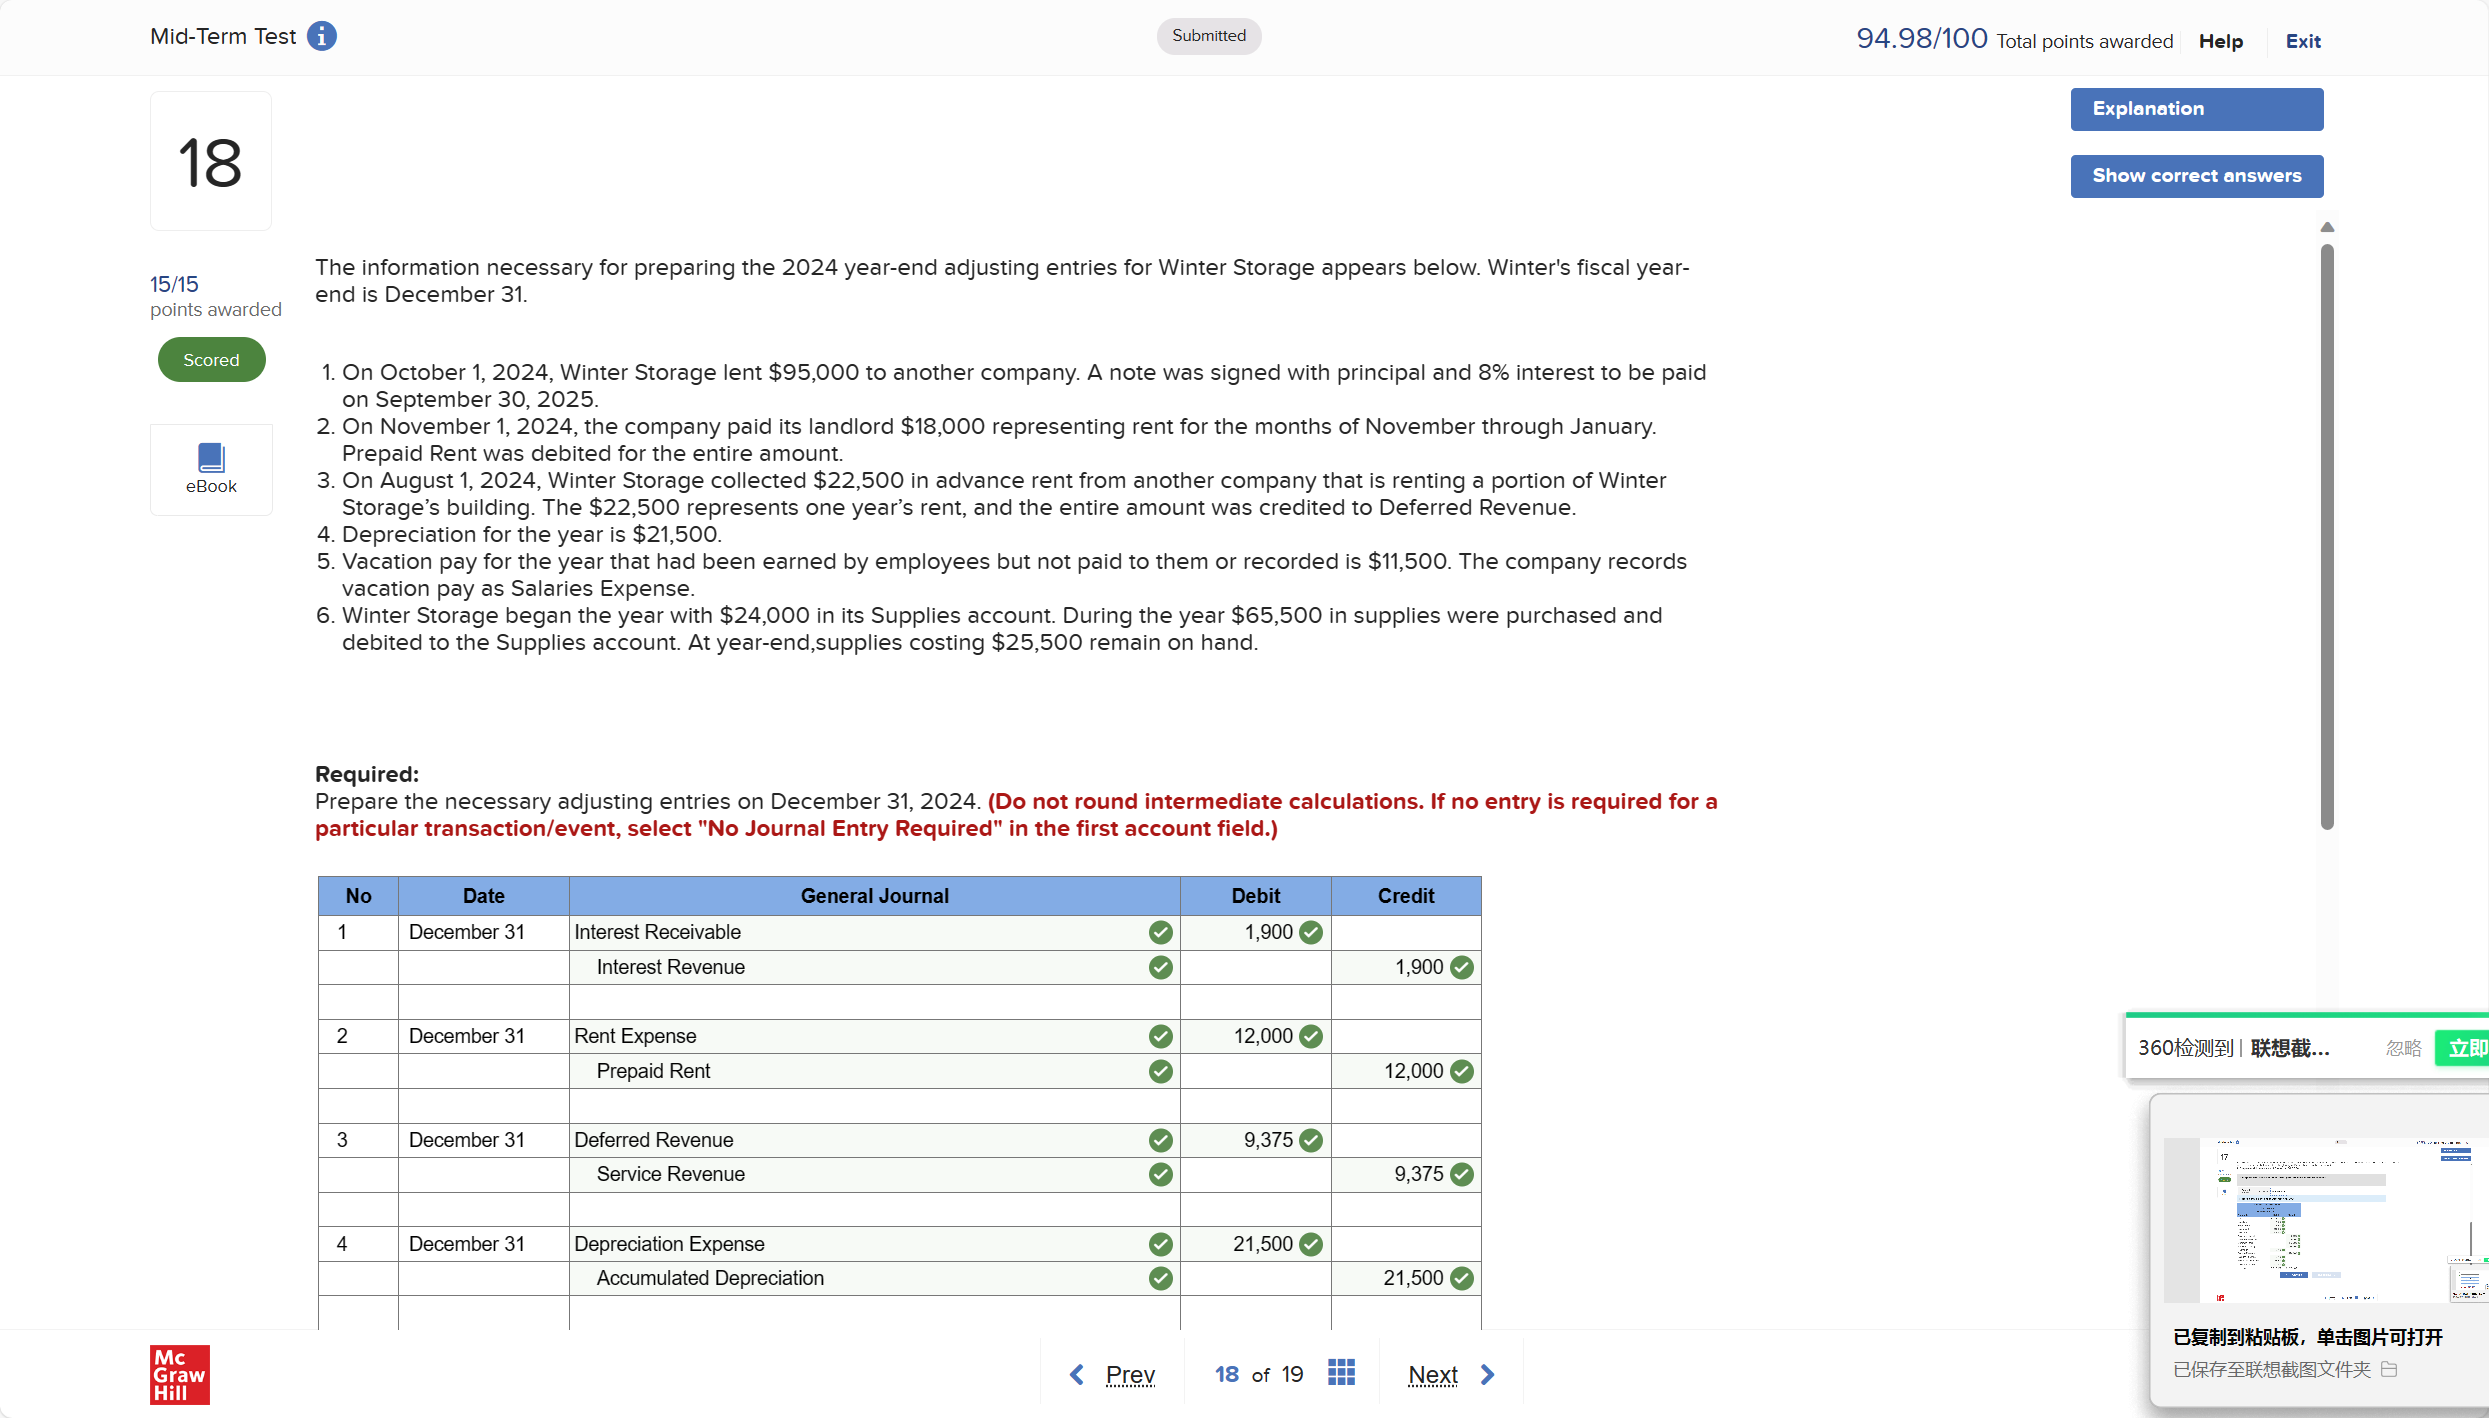 Mid-Term Test
Submitted
94.98/100 Total points awarded
Help
Exit
Explanation
Show correct answers
18
15/15
points awarded
Scored
eBook
The information necessary for preparing the 2024 year-end adjusting entries for Winter Storage appears below. Winter's fiscal year-
end is December 31.
1. On October 1, 2024, Winter Storage lent $95,000 to another company. A note was signed with principal and 8% interest to be paid
on September 30, 2025.
2. On November 1, 2024, the company paid its landlord $18,000 representing rent for the months of November through January.
Prepaid Rent was debited for the entire amount.
3. On August 1, 2024, Winter Storage collected $22,500 in advance rent from another company that is renting a portion of Winter
Storage’s building. The $22,500 represents one year’s rent, and the entire amount was credited to Deferred Revenue.
4. Depreciation for the year is $21,500.
5. Vacation pay for the year that had been earned by employees but not paid to them or recorded is $11,500. The company records
vacation pay as Salaries Expense.
6. Winter Storage began the year with $24,000 in its Supplies account. During the year $65,500 in supplies were purchased and
debited to the Supplies account. At year-end,supplies costing $25,500 remain on hand.
Required:
Prepare the necessary adjusting entries on December 31, 2024. (Do not round intermediate calculations. If no entry is required for a
particular transaction/event, select "No Journal Entry Required" in the first account field.)
No Date General Journal Debit Credit
1 December 31 Interest Receivable 1,900
Interest Revenue 1,900
2 December 31 Rent Expense 12,000
Prepaid Rent 12,000
3 December 31 Deferred Revenue 9,375
Service Revenue 9,375
4 December 31 Depreciation Expense 21,500
Accumulated Depreciation 21,500
360检测到 | 联想截... 忽略 立即
17
已复制到粘贴板，单击图片可打开
已保存至联想截图文件夹
Mc
Graw
Hill
Prev
18 of 19
Next